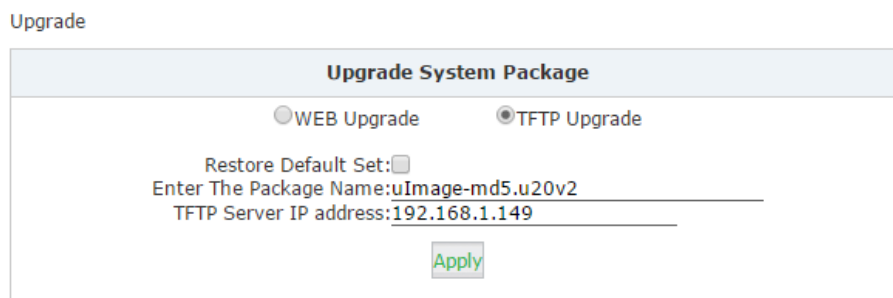 Upgrade
Upgrade System Package
WEB Upgrade TFTP Upgrade
Restore Default Set:
Enter The Package Name:uImage-md5.u20v2
TFTP Server IP address:192.168.1.149
Apply